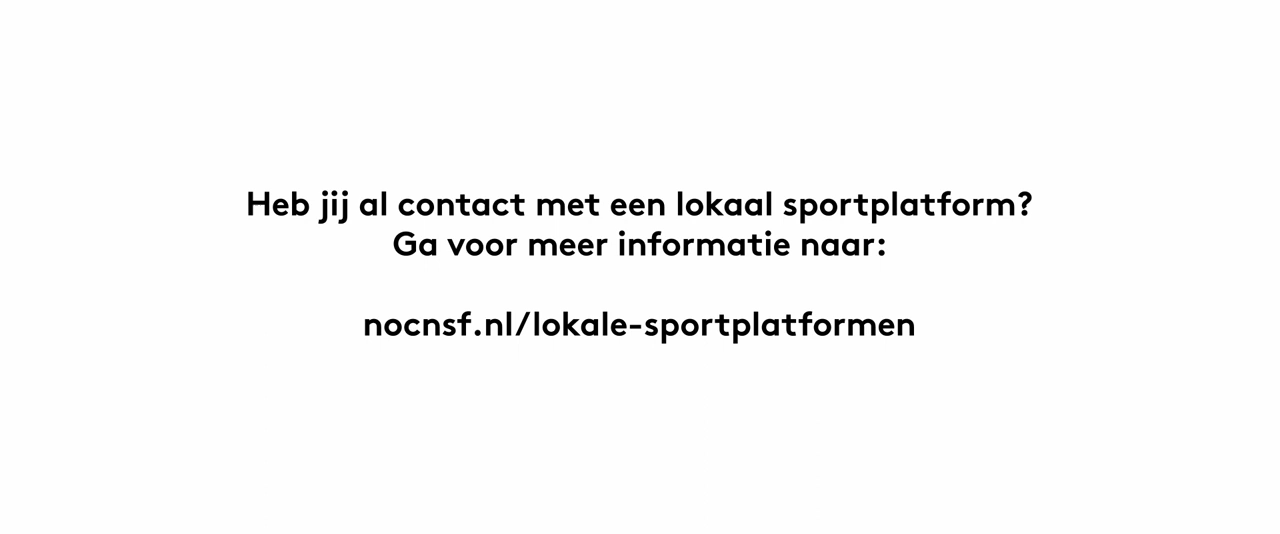 Heb jij al contact met een lokaal sportplatform?
Ga voor meer informatie naar:
nocnsf.nl/lokale-sportplatformen